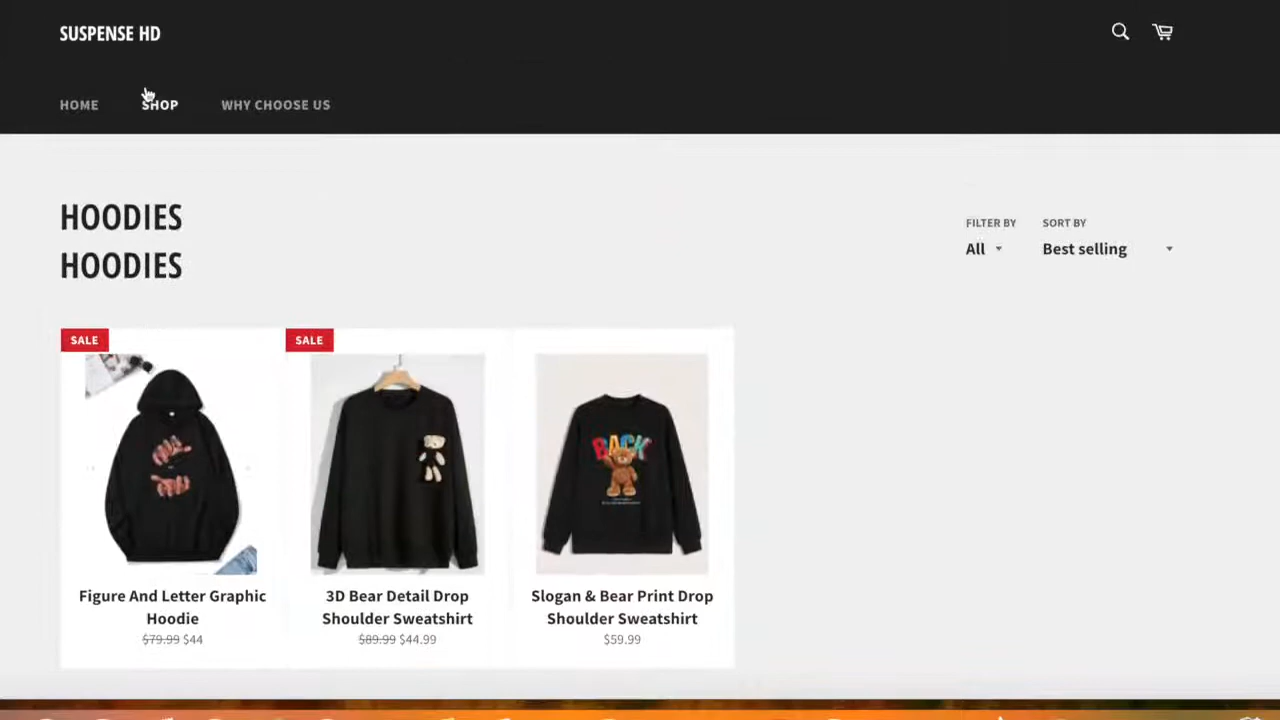 SUSPENSE HD
HOME SHOP WHY CHOOSE US
HOODIES
HOODIES
FILTER BY SORT BY
All Best selling
SALE SALE
BACK
Figure And Letter Graphic Hoodie
$79.99 $44
3D Bear Detail Drop Shoulder Sweatshirt
$89.99 $44.99
Slogan & Bear Print Drop Shoulder Sweatshirt
$59.99